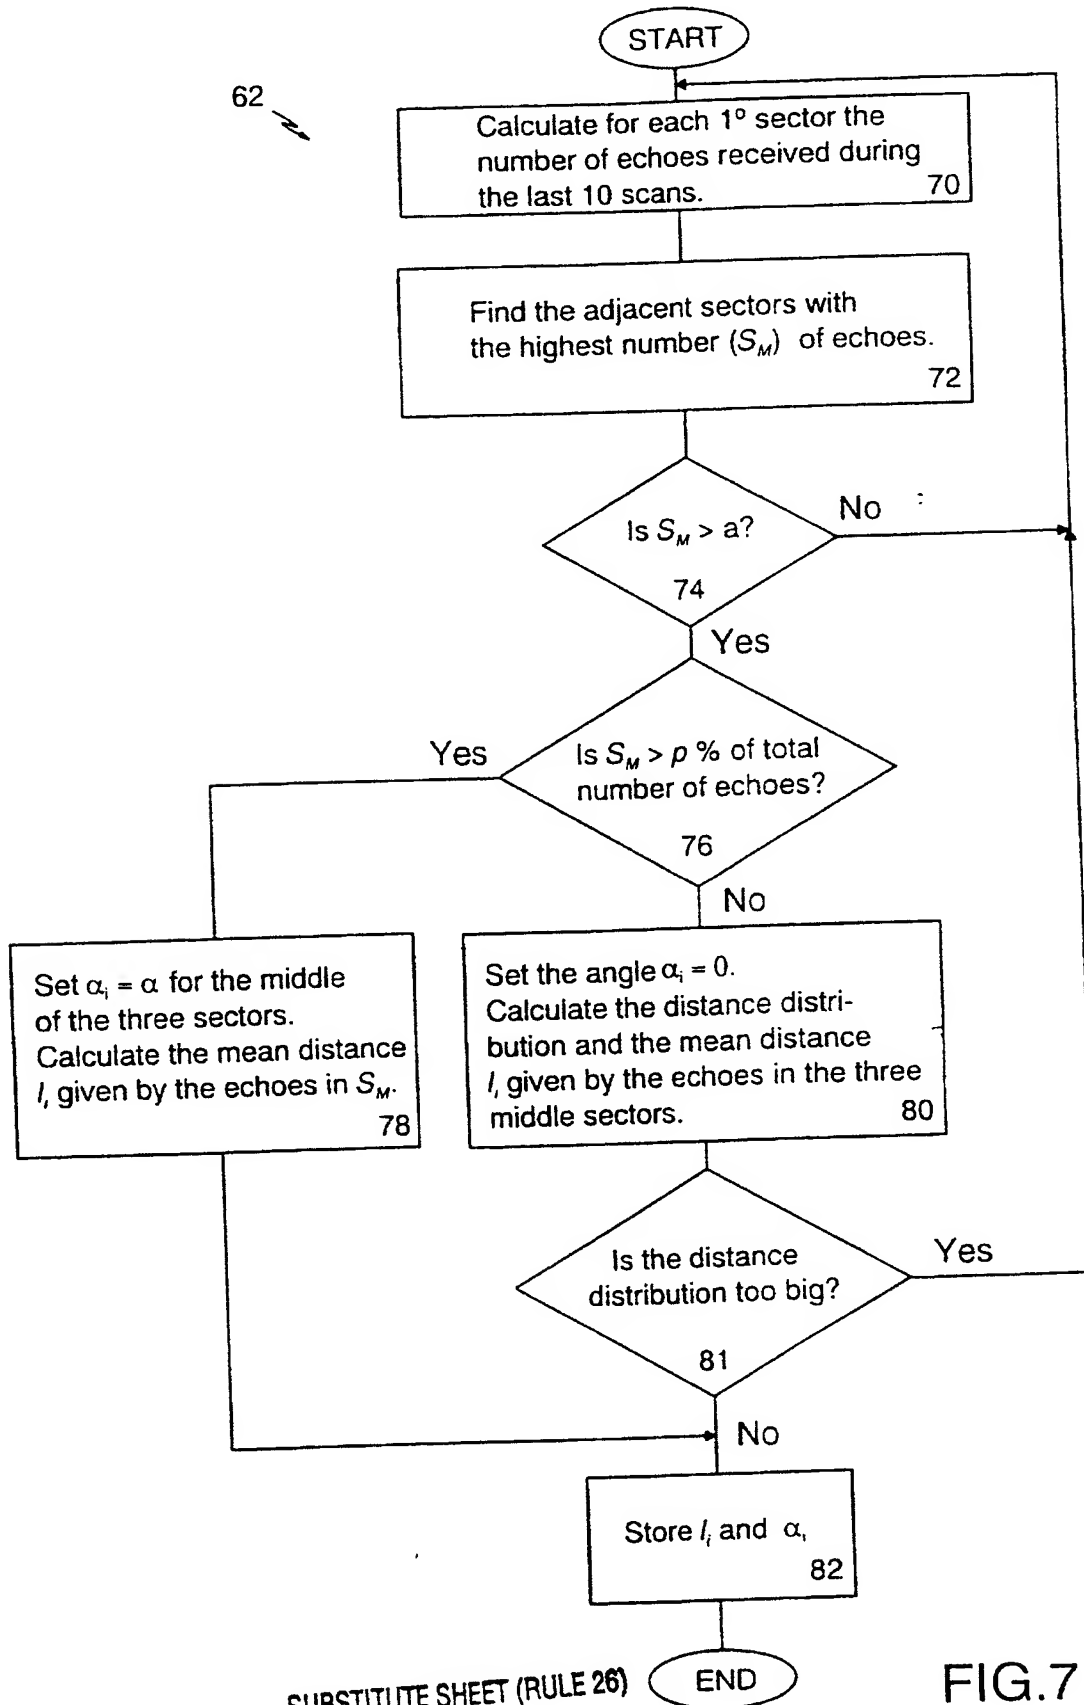 START
62
Calculate for each 1° sector the
number of echoes received during
the last 10 scans.
70
Find the adjacent sectors with
the highest number (S_M) of echoes.
72
Is S_M > a?
No
74
Yes
Is S_M > p % of total
number of echoes?
Yes
76
No
Set α_i = α for the middle
of the three sectors.
Calculate the mean distance
l, given by the echoes in S_M.
78
Set the angle α_i = 0.
Calculate the distance distri-
bution and the mean distance
l, given by the echoes in the three
middle sectors.
80
Is the distance
distribution too big?
Yes
81
No
Store l_i and α_i
82
END
SUBSTITUTE SHEET (RULE 26)
FIG.7